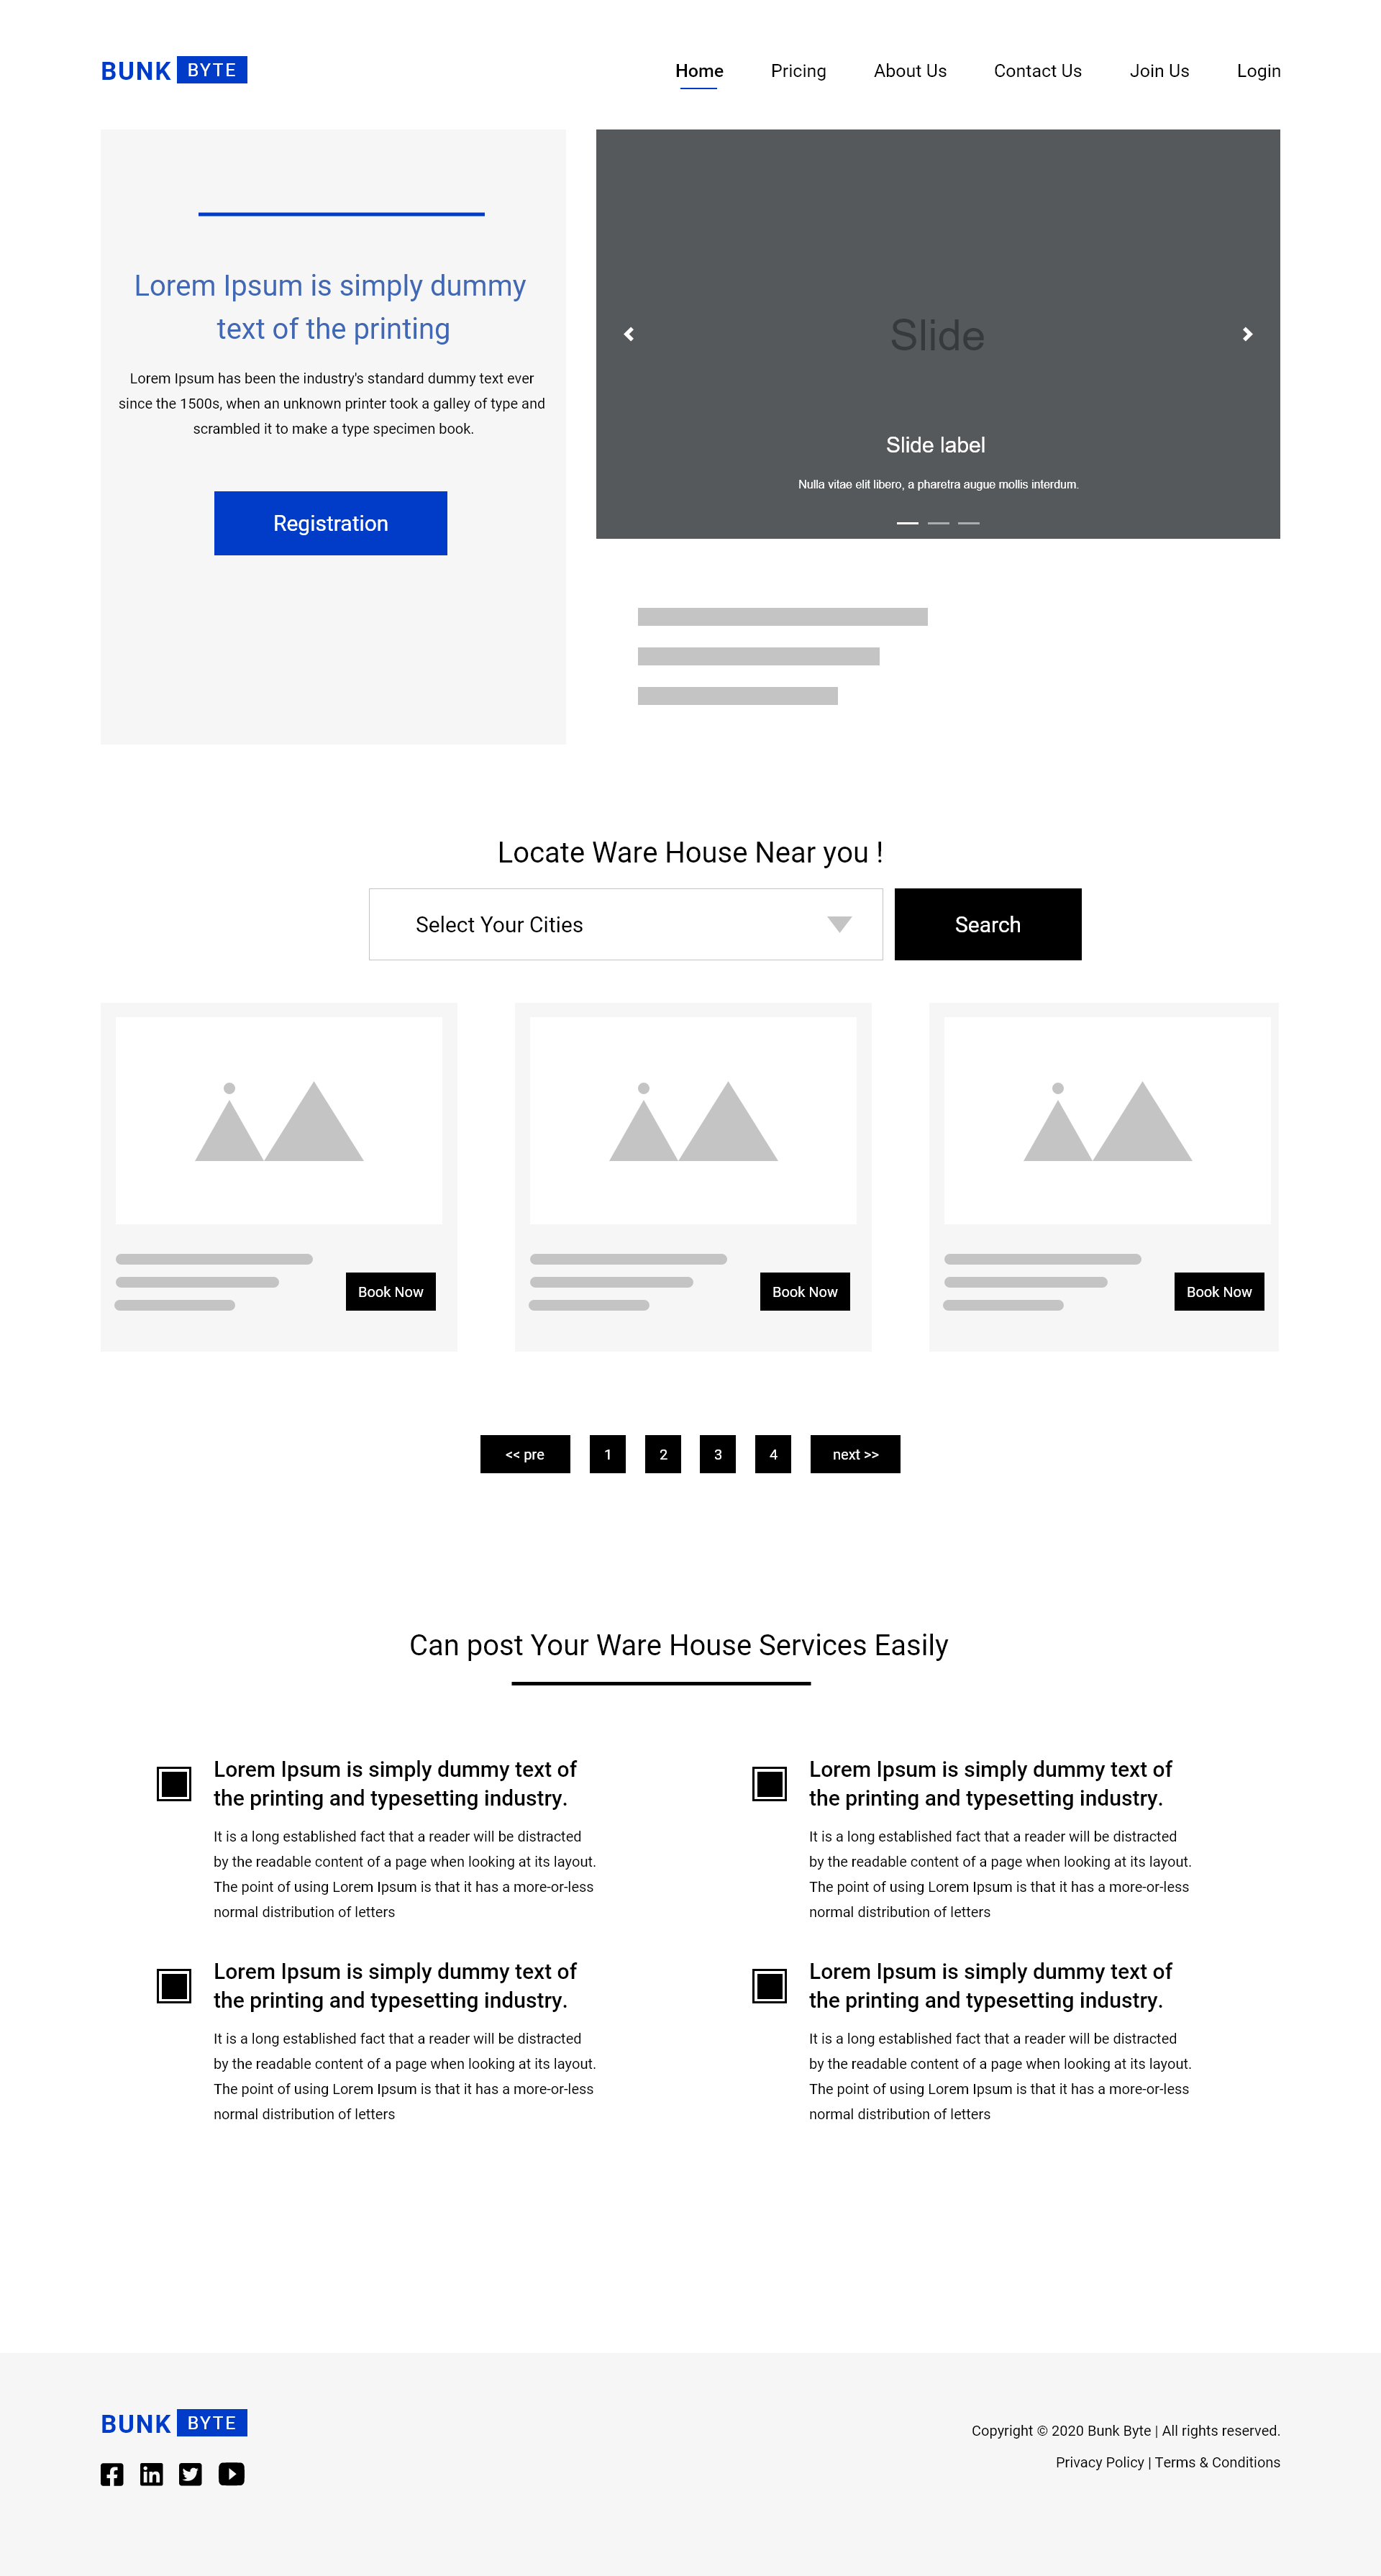 BUNK BYTE
Home Pricing About Us Contact Us Join Us Login
Lorem Ipsum is simply dummy
text of the printing
Lorem Ipsum has been the industry's standard dummy text ever
since the 1500s, when an unknown printer took a galley of type and
scrambled it to make a type specimen book.
Registration
Slide
Slide label
Nulla vitae elit libero, a pharetra augue mollis interdum.
Locate Ware House Near you !
Select Your Cities
Search
Book Now
Book Now
Book Now
<< pre 1 2 3 4 next >>
Can post Your Ware House Services Easily
Lorem Ipsum is simply dummy text of
the printing and typesetting industry.
It is a long established fact that a reader will be distracted
by the readable content of a page when looking at its layout.
The point of using Lorem Ipsum is that it has a more-or-less
normal distribution of letters
Lorem Ipsum is simply dummy text of
the printing and typesetting industry.
It is a long established fact that a reader will be distracted
by the readable content of a page when looking at its layout.
The point of using Lorem Ipsum is that it has a more-or-less
normal distribution of letters
Lorem Ipsum is simply dummy text of
the printing and typesetting industry.
It is a long established fact that a reader will be distracted
by the readable content of a page when looking at its layout.
The point of using Lorem Ipsum is that it has a more-or-less
normal distribution of letters
Lorem Ipsum is simply dummy text of
the printing and typesetting industry.
It is a long established fact that a reader will be distracted
by the readable content of a page when looking at its layout.
The point of using Lorem Ipsum is that it has a more-or-less
normal distribution of letters
BUNK BYTE
Copyright © 2020 Bunk Byte | All rights reserved.
Privacy Policy | Terms & Conditions